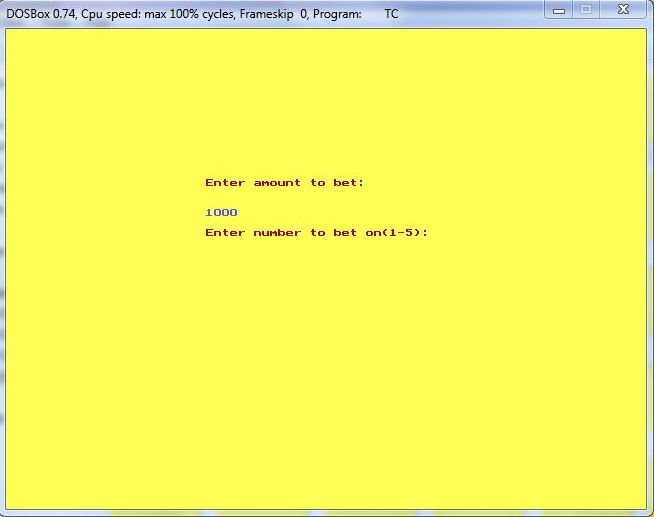 DOSBox 0.74, Cpu speed: max 100% cycles, Frameskip 0, Program: TC
Enter amount to bet:
1000
Enter number to bet on(1-5):